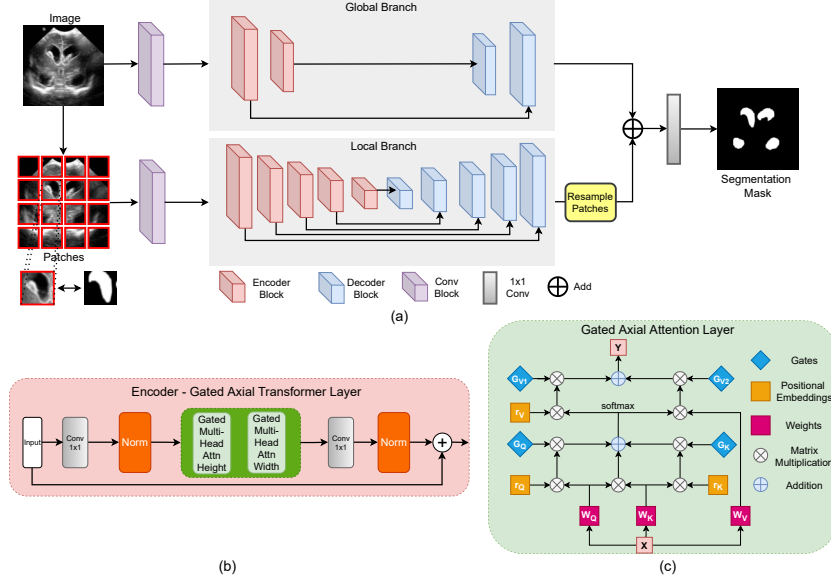 Image
Global Branch
Local Branch
Patches
Resample
Patches
Segmentation
Mask
Encoder
Block
Decoder
Block
Conv
Block
1x1
Conv
Add
(a)
Encoder - Gated Axial Transformer Layer
Input
Conv
1x1
Norm
Gated
Multi-
Head
Attn
Height
Gated
Multi-
Head
Attn
Width
Conv
1x1
Norm
(b)
Gated Axial Attention Layer
Y
G_V1
G_V2
r_V
softmax
G_Q
G_K
r_Q
r_K
W_Q
W_K
W_V
X
Gates
Positional
Embeddings
Weights
Matrix
Multiplication
Addition
(c)